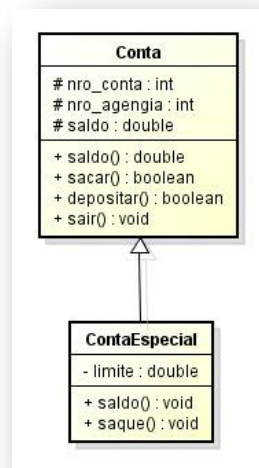 Conta
# nro_conta : int
# nro_agengia : int
# saldo : double
+ saldo() : double
+ sacar() : boolean
+ depositar() : boolean
+ sair() : void
ContaEspecial
- limite : double
+ saldo() : void
+ saque() : void